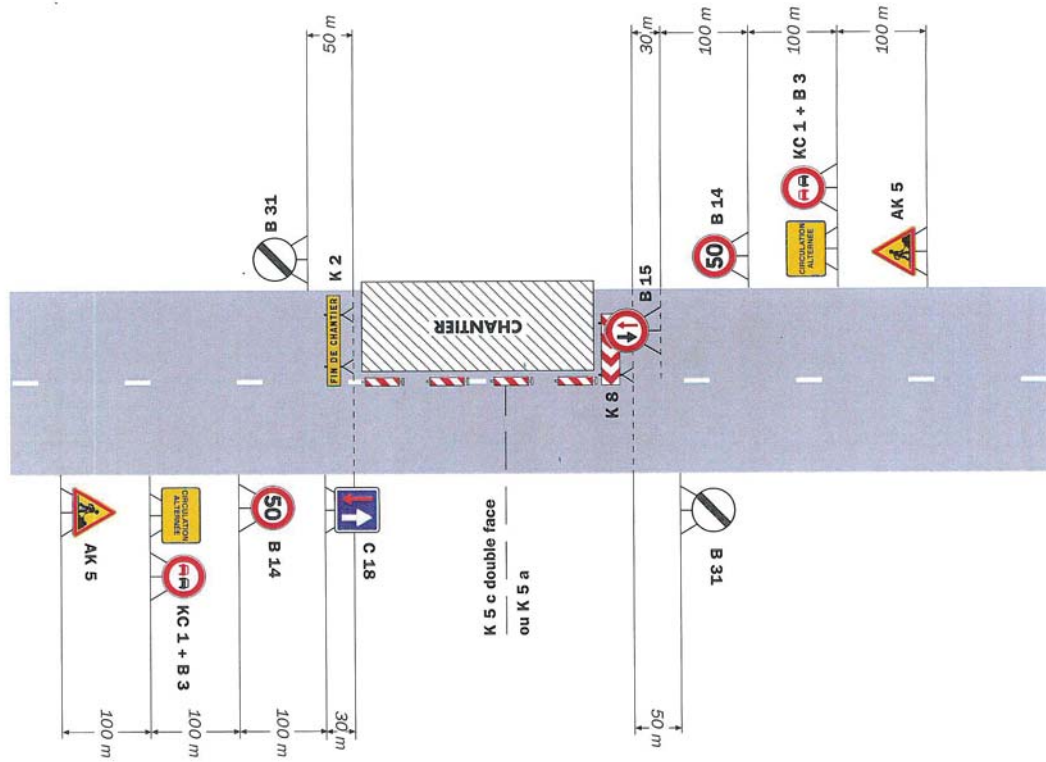 50 m
30 m
100 m
100 m
100 m
B 31
K 2
FIN DE CHANTIER
CHANTIER
K 8
B 15
50
B 14
CIRCULATION
ALTERNÉE
KC 1 + B 3
AK 5
AK 5
CIRCULATION
ALTERNÉE
KC 1 + B 3
50
B 14
C 18
K 5 c double face
ou K 5 a
B 31
100 m
100 m
100 m
30 m
50 m